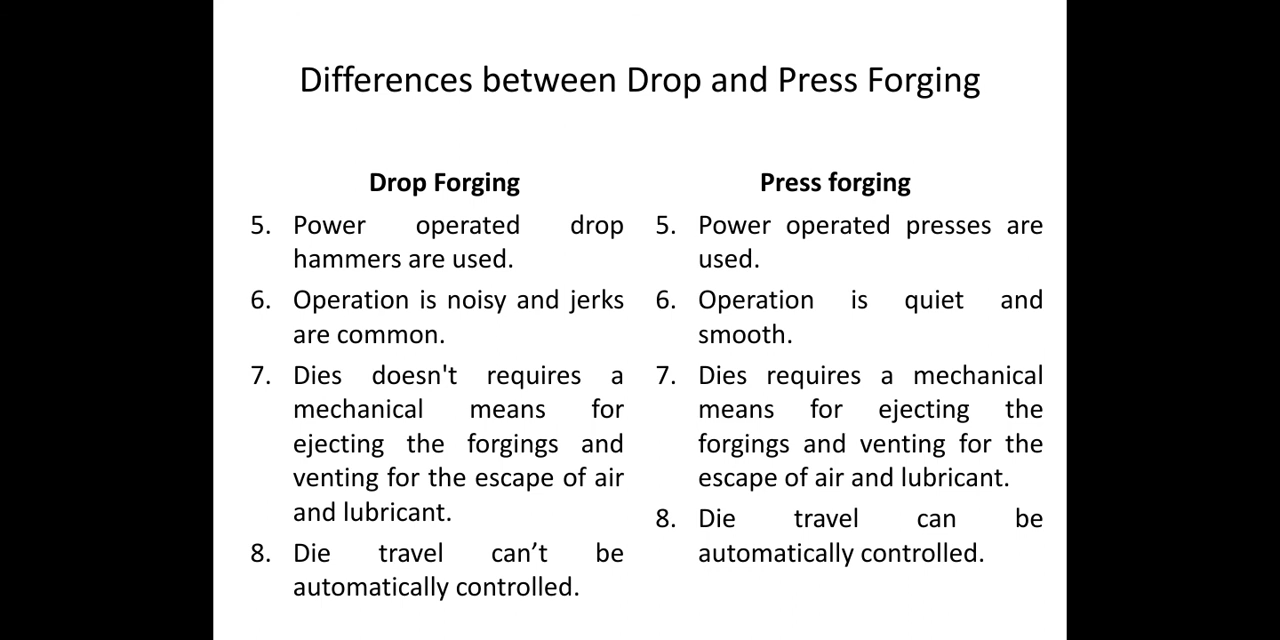 Differences between Drop and Press Forging
Drop Forging
5. Power operated drop
hammers are used.
6. Operation is noisy and jerks
are common.
7. Dies doesn't requires a
mechanical means for
ejecting the forgings and
venting for the escape of air
and lubricant.
8. Die travel can’t be
automatically controlled.
Press forging
5. Power operated presses are
used.
6. Operation is quiet and
smooth.
7. Dies requires a mechanical
means for ejecting the
forgings and venting for the
escape of air and lubricant.
8. Die travel can be
automatically controlled.